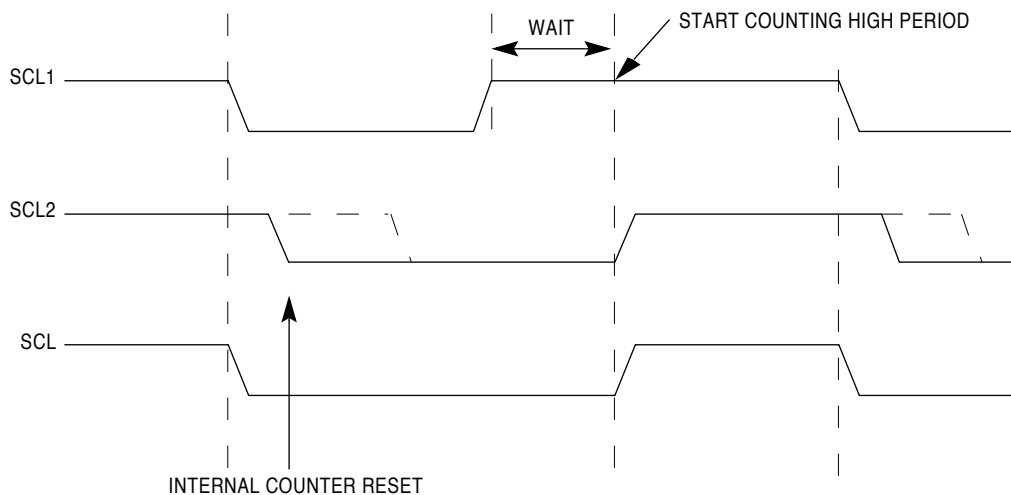 START COUNTING HIGH PERIOD
WAIT
SCL1
SCL2
SCL
INTERNAL COUNTER RESET